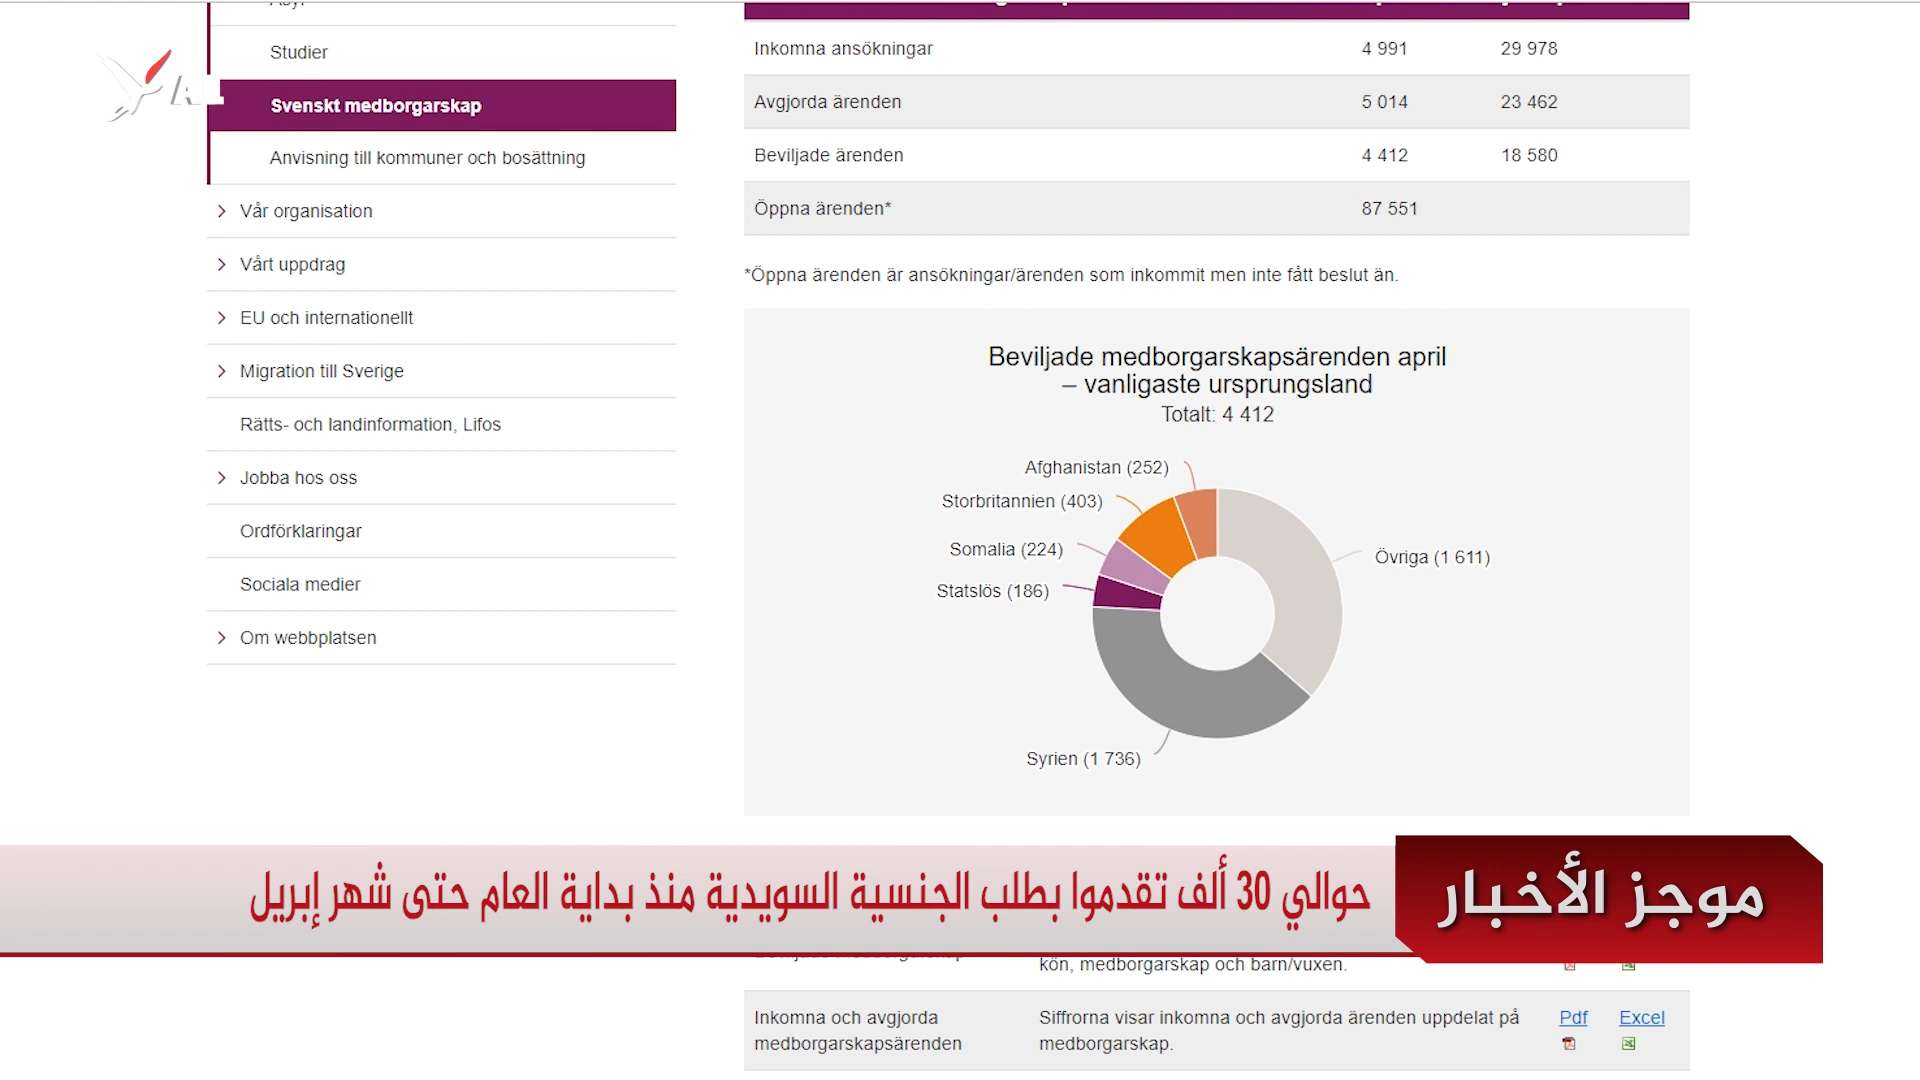 Studier
Svenskt medborgarskap
Anvisning till kommuner och bosättning
Vår organisation
Vårt uppdrag
EU och internationellt
Migration till Sverige
Rätts- och landinformation, Lifos
Jobba hos oss
Ordförklaringar
Sociala medier
Om webbplatsen
Inkomna ansökningar 4 991 29 978
Avgjorda ärenden 5 014 23 462
Beviljade ärenden 4 412 18 580
Öppna ärenden* 87 551
*Öppna ärenden är ansökningar/ärenden som inkommit men inte fått beslut än.
Beviljade medborgarskapsärenden april
– vanligaste ursprungsland
Totalt: 4 412
Afghanistan (252)
Storbritannien (403)
Somalia (224)
Statslös (186)
Övriga (1 611)
Syrien (1 736)
موجز الأخبار
حوالي 30 ألف تقدموا بطلب الجنسية السويدية منذ بداية العام حتى شهر إبريل
kön, medborgarskap och barn/vuxen.
Inkomna och avgjorda
medborgarskapsärenden
Siffrorna visar inkomna och avgjorda ärenden uppdelat på
medborgarskap.
Pdf Excel